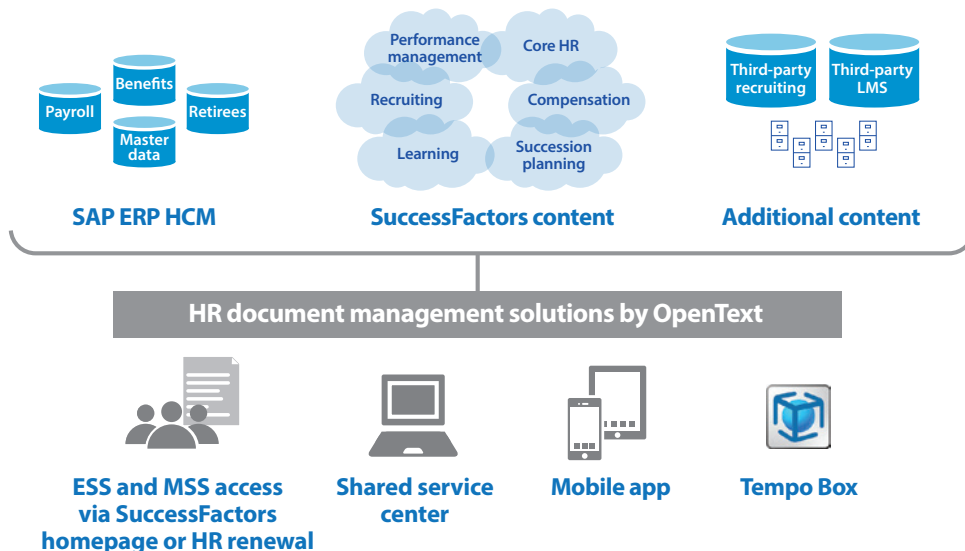 Performance
management
Core HR
Third-party
recruiting
Third-party
LMS
Benefits
Payroll
Retirees
Recruiting
Compensation
Master
data
Learning
Succession
planning
SAP ERP HCM
SuccessFactors content
Additional content
HR document management solutions by OpenText
ESS and MSS access
via SuccessFactors
homepage or HR renewal
Shared service
center
Mobile app
Tempo Box